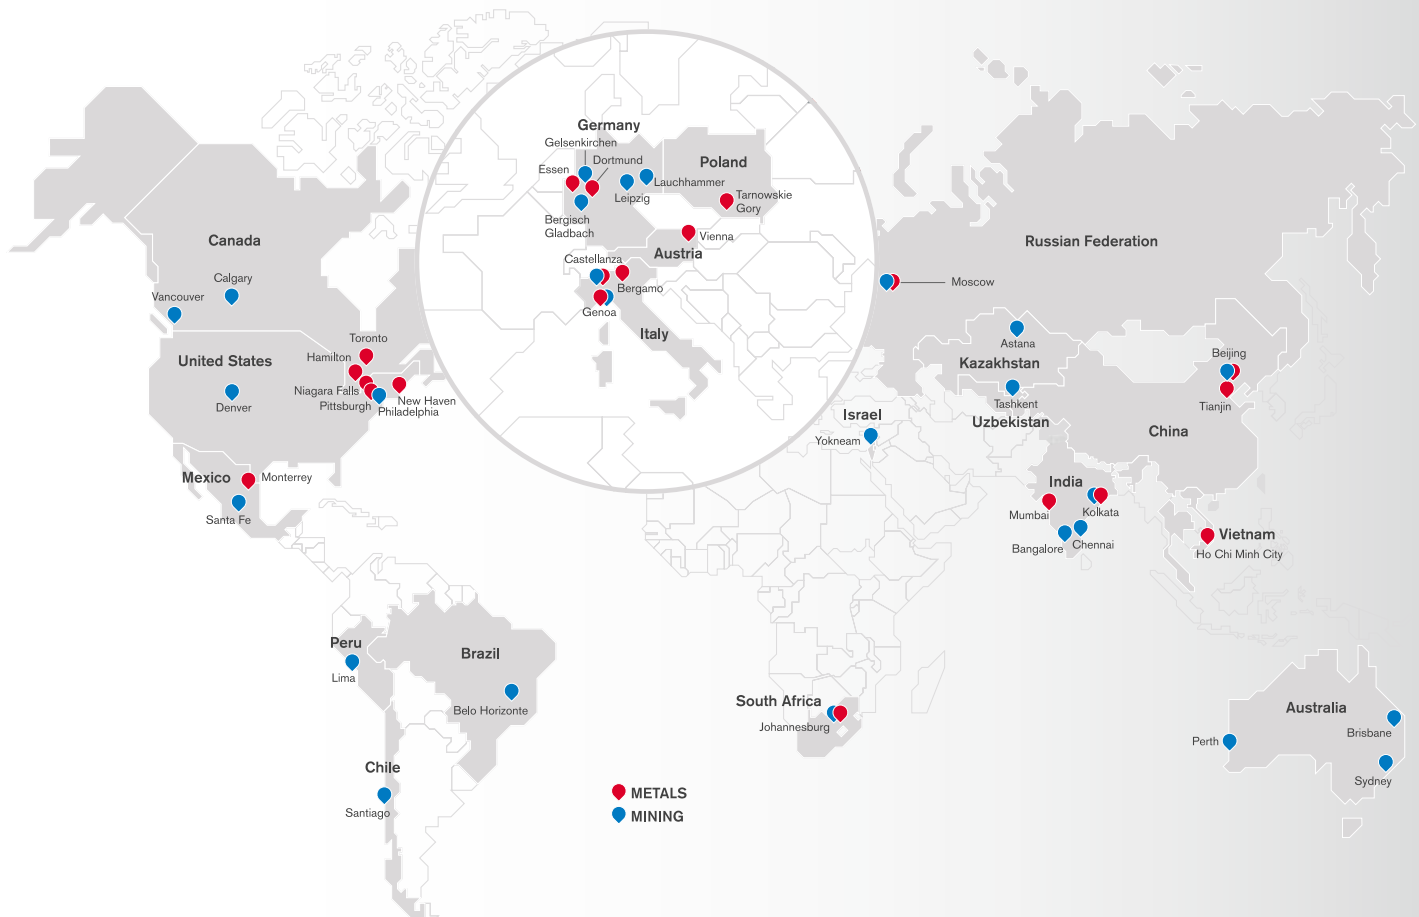 Germany
Gelsenkirchen
Dortmund
Essen
Poland
Lauchhammer
Leipzig
Tarnowskie
Gory
Bergisch
Gladbach
Vienna
Austria
Castellanza
Bergamo
Genoa
Italy
Canada
Calgary
Vancouver
Toronto
Hamilton
United States
Niagara Falls
Denver
Pittsburgh
New Haven
Philadelphia
Mexico
Monterrey
Santa Fe
Peru
Lima
Brazil
Belo Horizonte
Chile
Santiago
Russian Federation
Moscow
Astana
Kazakhstan
Beijing
Tashkent
Tianjin
Israel
Uzbekistan
Yokneam
China
India
Mumbai
Kolkata
Bangalore
Chennai
Vietnam
Ho Chi Minh City
South Africa
Johannesburg
Australia
Perth
Brisbane
Sydney
METALS
MINING